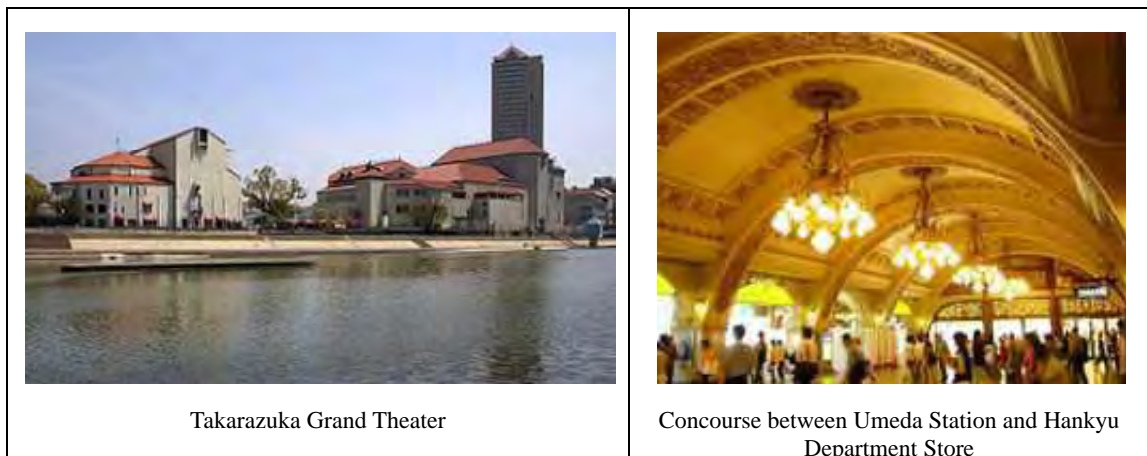 Takarazuka Grand Theater
Concourse between Umeda Station and Hankyu
Department Store